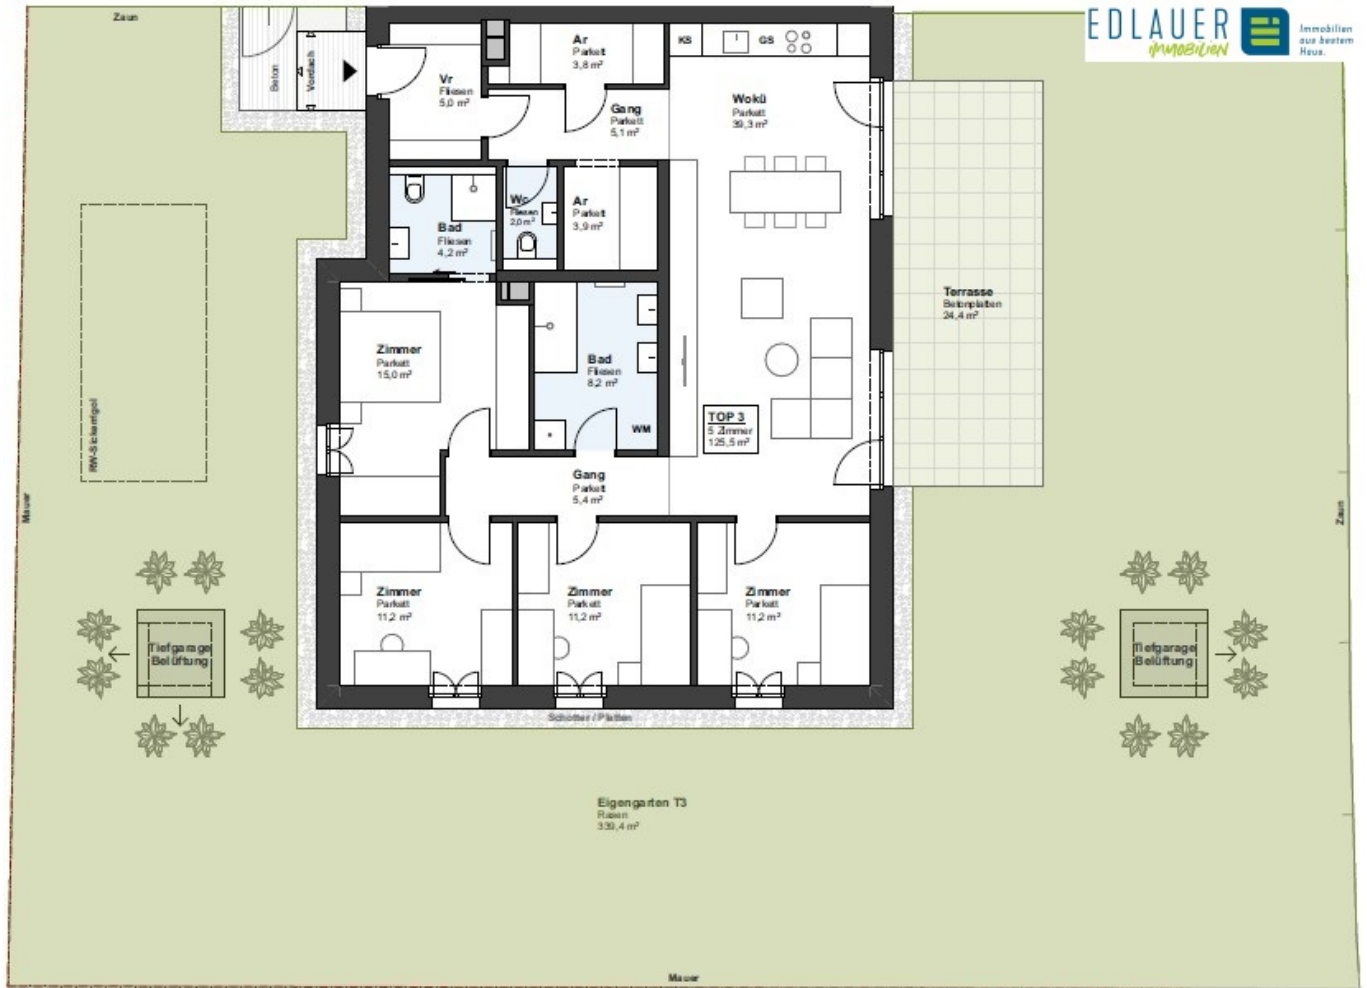 Zaun
EDLAUER
IMMOBILIEN
Immobilien
aus bestem
Haus.
Beton
Vordach
Vr
Fliesen
5,0 m²
Ar
Parkett
3,8 m²
KS
GS
Gang
Parkett
5,1 m²
Wokü
Parkett
39,3 m²
Bad
Fliesen
4,2 m²
Wc
Fliesen
2,0 m²
Ar
Parkett
3,9 m²
Terrasse
Betonplatten
24,4 m²
Zimmer
Parkett
15,0 m²
Bad
Fliesen
8,2 m²
WM
TOP 3
5 Zimmer
125,5 m²
RW-Sickermgol
Mauer
Zaun
Gang
Parkett
5,4 m²
Zimmer
Parkett
11,2 m²
Zimmer
Parkett
11,2 m²
Zimmer
Parkett
11,2 m²
Tiefgarage
Belüftung
Tiefgarage
Belüftung
Schotter / Platten
Eigengarten T3
Rasen
339,4 m²
Mauer